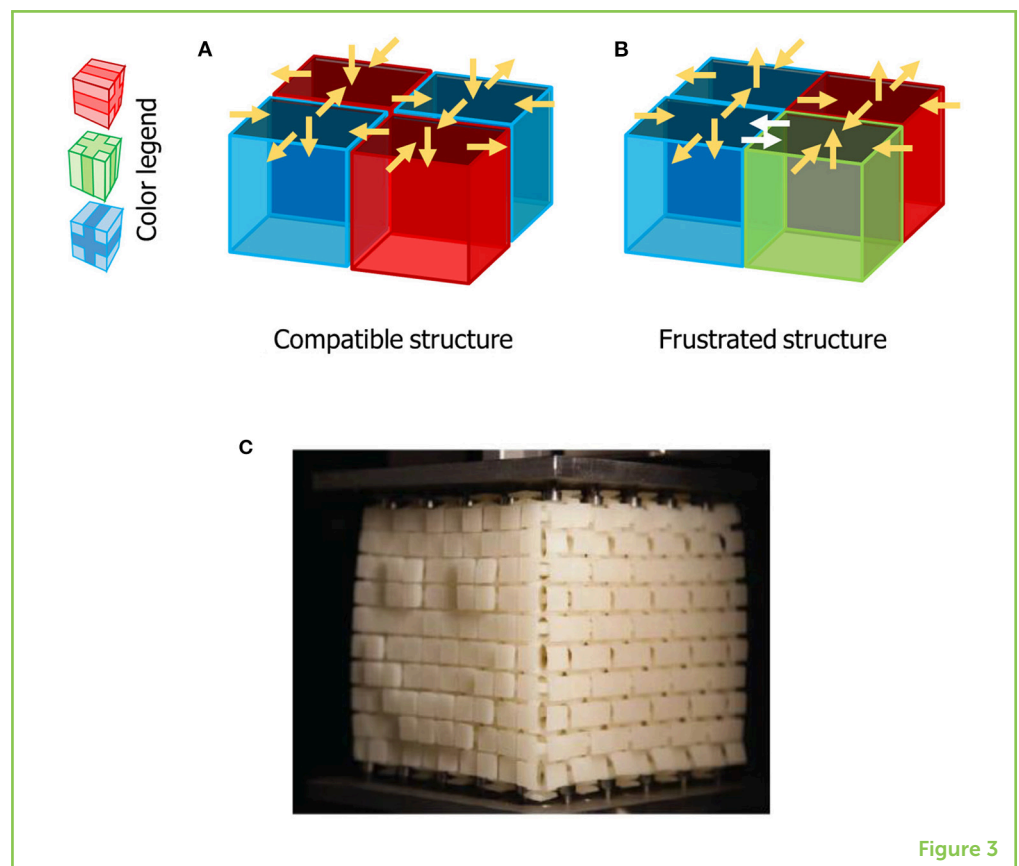 A
B
Color legend
Compatible structure
Frustrated structure
C
Figure 3